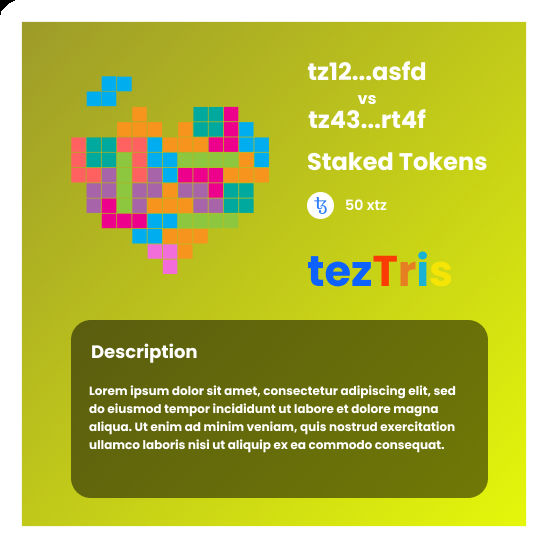 tz12...asfd
vs
tz43...rt4f
Staked Tokens
50 xtz
tezTris
Description
Lorem ipsum dolor sit amet, consectetur adipiscing elit, sed
do eiusmod tempor incididunt ut labore et dolore magna
aliqua. Ut enim ad minim veniam, quis nostrud exercitation
ullamco laboris nisi ut aliquip ex ea commodo consequat.